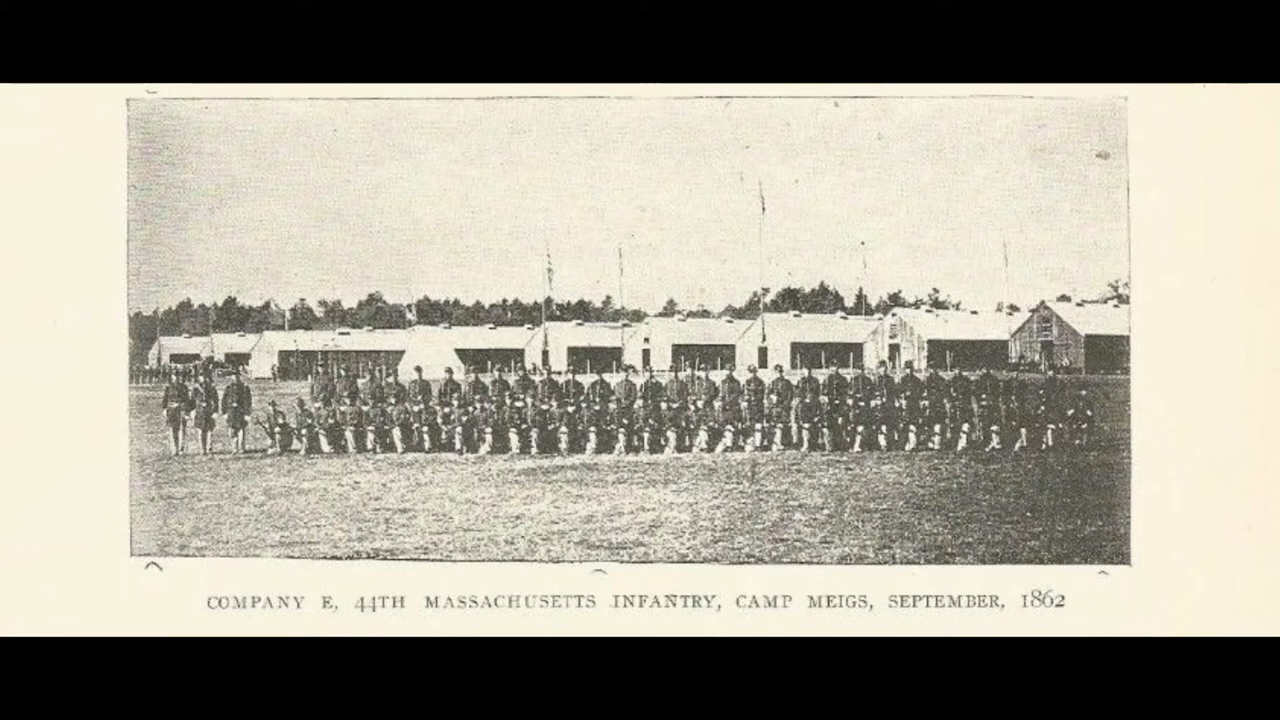 COMPANY E, 44TH MASSACHUSETTS INFANTRY, CAMP MEIGS, SEPTEMBER, 1862